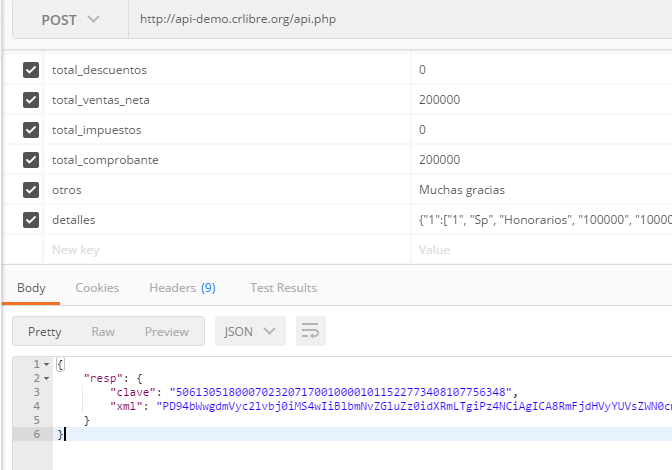 POST http://api-demo.crlibre.org/api.php
total_descuentos 0
total_ventas_neta 200000
total_impuestos 0
total_comprobante 200000
otros Muchas gracias
detalles {"1":["1", "Sp", "Honorarios", "100000", "10000
New key Value
Body Cookies Headers (9) Test Results
Pretty Raw Preview JSON
1 {
2 "resp": {
3 "clave": "50613051800070232071700100001011522773408107756348",
4 "xml": "PD94bWwgdmVyc2lvbj0iMS4wIiBlbmNvZGluZz0idXRmLTgiPz4NCiAgICA8RmFjdHVyYUVsZWN0cm
5 }
6 }